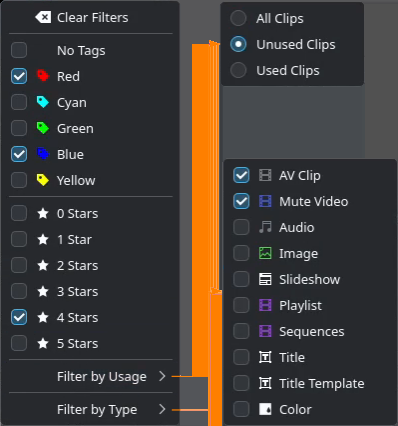 Clear Filters
No Tags
Red
Cyan
Green
Blue
Yellow
0 Stars
1 Star
2 Stars
3 Stars
4 Stars
5 Stars
Filter by Usage
Filter by Type
All Clips
Unused Clips
Used Clips
AV Clip
Mute Video
Audio
Image
Slideshow
Playlist
Sequences
Title
Title Template
Color